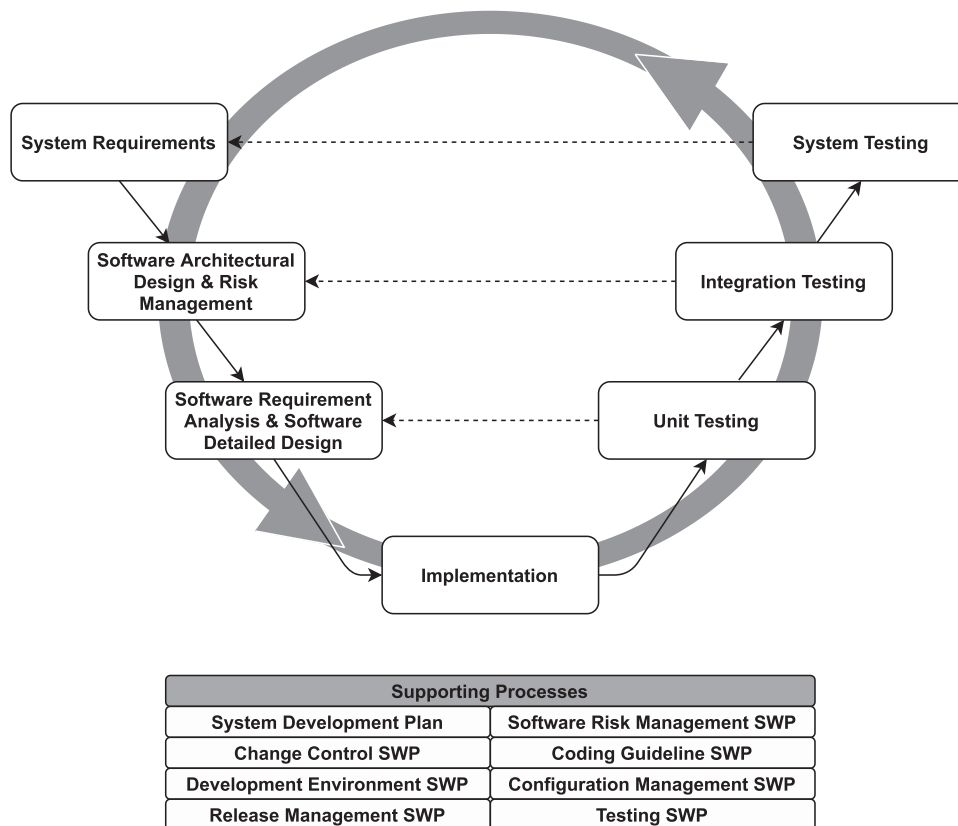 System Requirements
System Testing
Software Architectural
Design & Risk
Management
Integration Testing
Software Requirement
Analysis & Software
Detailed Design
Unit Testing
Implementation
Supporting Processes
System Development Plan
Software Risk Management SWP
Change Control SWP
Coding Guideline SWP
Development Environment SWP
Configuration Management SWP
Release Management SWP
Testing SWP